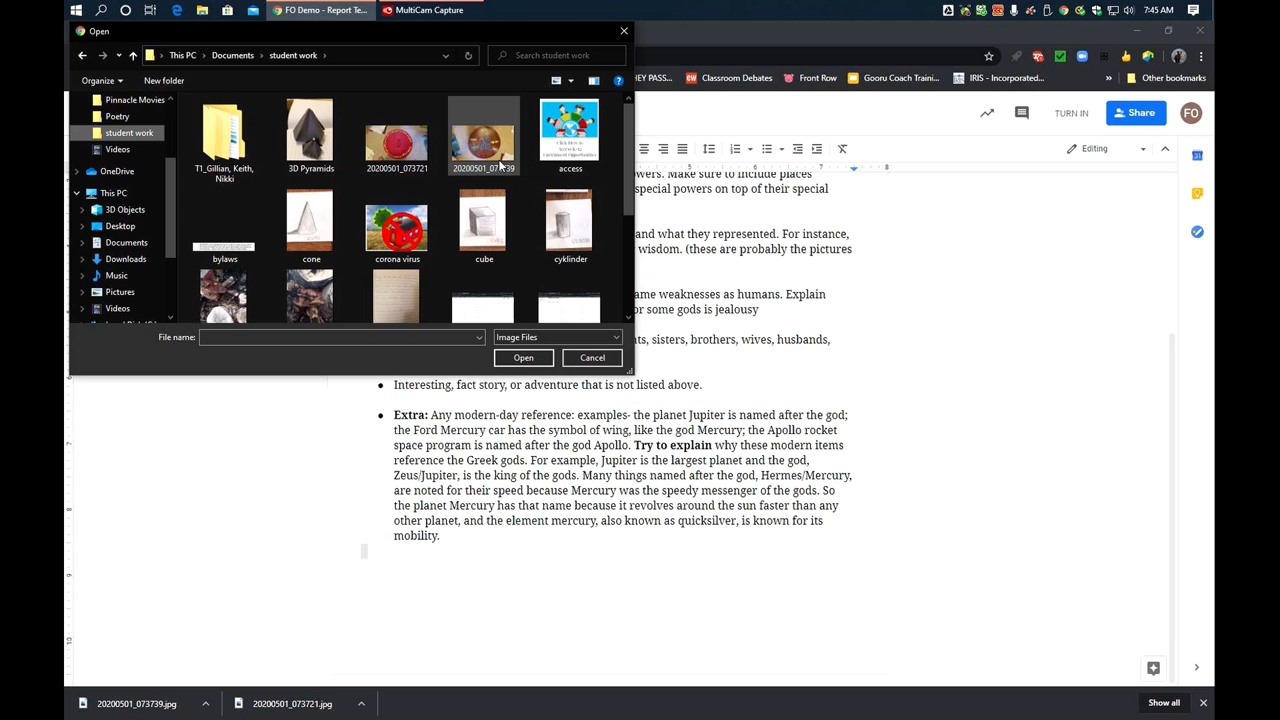 FO Demo - Report Te...
MultiCam Capture
7:45 AM
Open
This PC
Documents
student work
Search student work
HEY PASS...
Classroom Debates
Front Row
Gooru Coach Traini...
IRIS - Incorporated...
Other bookmarks
Organize
New folder
Pinnacle Movies
Poetry
student work
Videos
OneDrive
This PC
3D Objects
Desktop
Documents
Downloads
Music
Pictures
Videos
T1_Gillian, Keith,
Nikki
3D Pyramids
20200501_073721
20200501_073739
access
bylaws
cone
corona virus
cube
cyklinder
File name:
Image Files
Open
Cancel
TURN IN
Share
FO
Editing
5
6
7
8
owers. Make sure to include places
special powers on top of their special
and what they represented. For instance,
wisdom. (these are probably the pictures
ame weaknesses as humans. Explain
or some gods is jealousy
ts, sisters, brothers, wives, husbands,
• Interesting, fact story, or adventure that is not listed above.
• Extra: Any modern-day reference: examples- the planet Jupiter is named after the god;
the Ford Mercury car has the symbol of wing, like the god Mercury; the Apollo rocket
space program is named after the god Apollo. Try to explain why these modern items
reference the Greek gods. For example, Jupiter is the largest planet and the god,
Zeus/Jupiter, is the king of the gods. Many things named after the god, Hermes/Mercury,
are noted for their speed because Mercury was the speedy messenger of the gods. So
the planet Mercury has that name because it revolves around the sun faster than any
other planet, and the element mercury, also known as quicksilver, is known for its
mobility.
20200501_073739.jpg
20200501_073721.jpg
Show all